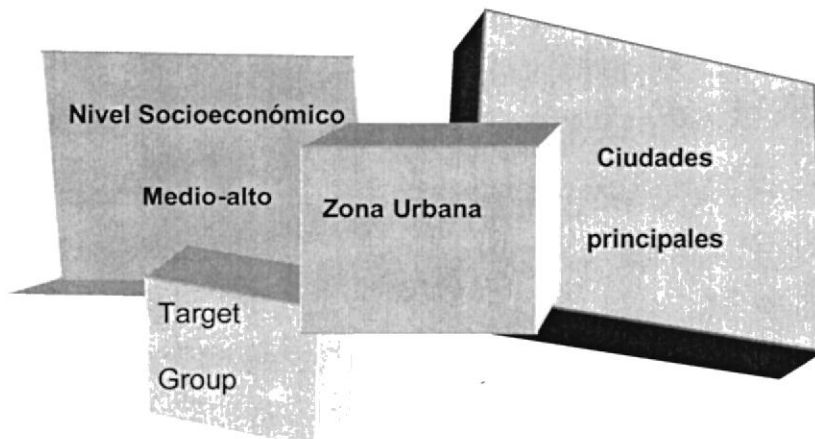 Nivel Socioeconómico
Medio-alto
Zona Urbana
Ciudades
principales
Target
Group